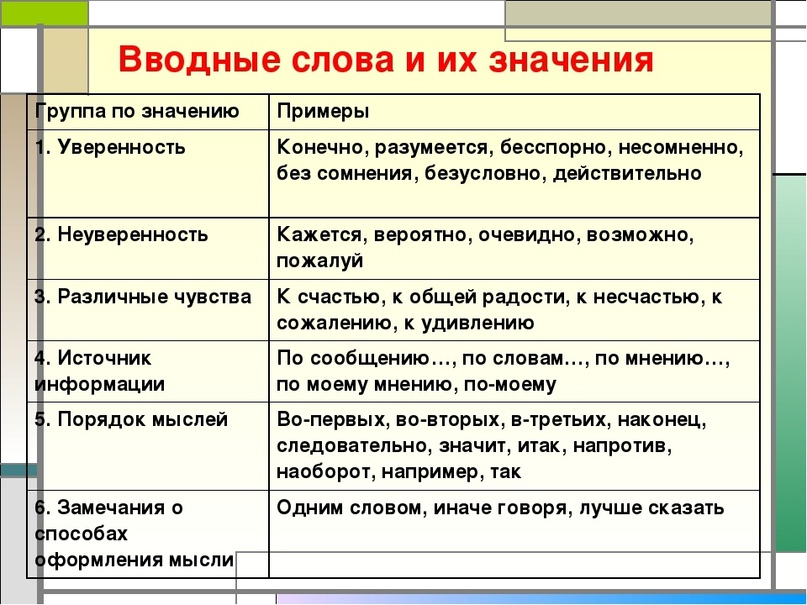 Вводные слова и их значения
Группа по значению
Примеры
1. Уверенность
Конечно, разумеется, бесспорно, несомненно,
без сомнения, безусловно, действительно
2. Неуверенность
Кажется, вероятно, очевидно, возможно,
пожалуй
3. Различные чувства
К счастью, к общей радости, к несчастью, к
сожалению, к удивлению
4. Источник
информации
По сообщению…, по словам…, по мнению…,
по моему мнению, по-моему
5. Порядок мыслей
Во-первых, во-вторых, в-третьих, наконец,
следовательно, значит, итак, напротив,
наоборот, например, так
6. Замечания о
способах
оформления мысли
Одним словом, иначе говоря, лучше сказать